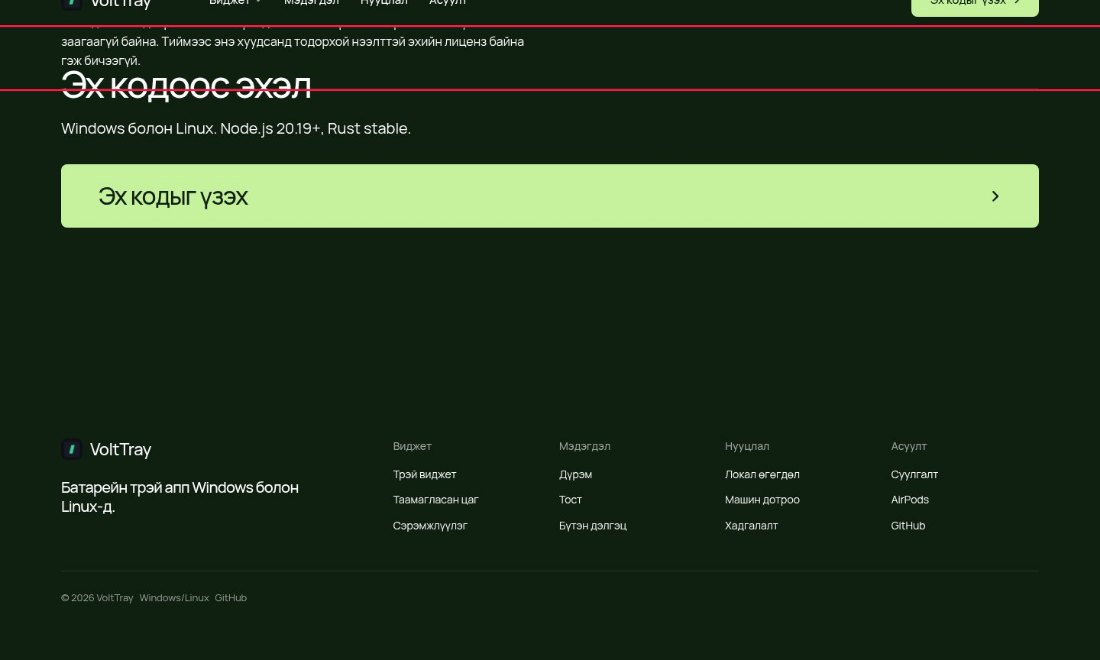 VoltTray
Виджет
Мэдэгдэл
Нууцлал
Асуулт
Эх кодыг үзэх
заагаагүй байна. Тиймээс энэ хуудсанд тодорхой нээлттэй эхийн лиценз байна
гэж бичээгүй.
Эх кодоос эхэл
Windows болон Linux. Node.js 20.19+, Rust stable.
Эх кодыг үзэх
VoltTray
Батарейн трэй апп Windows болон
Linux-д.
Виджет
Трэй виджет
Таамагласан цаг
Сэрэмжлүүлэг
Мэдэгдэл
Дүрэм
Тост
Бүтэн дэлгэц
Нууцлал
Локал өгөгдөл
Машин дотроо
Хадгалалт
Асуулт
Суулгалт
AirPods
GitHub
© 2026 VoltTray Windows/Linux GitHub